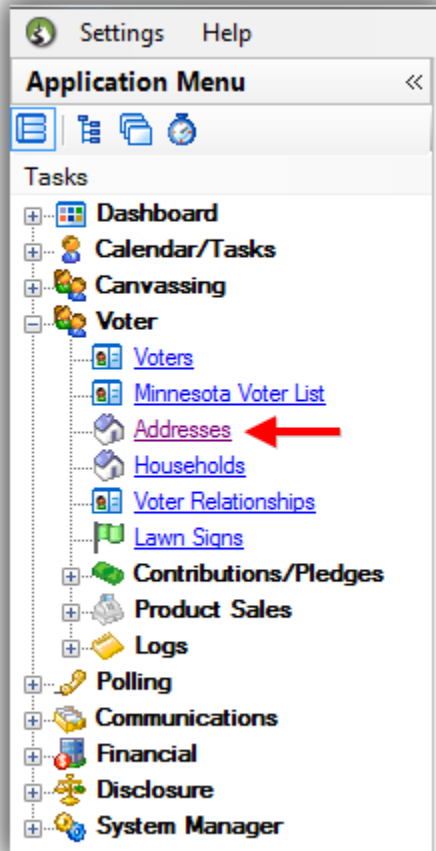 Settings Help
Application Menu
Tasks
Dashboard
Calendar/Tasks
Canvassing
Voter
Voters
Minnesota Voter List
Addresses
Households
Voter Relationships
Lawn Signs
Contributions/Pledges
Product Sales
Logs
Polling
Communications
Financial
Disclosure
System Manager